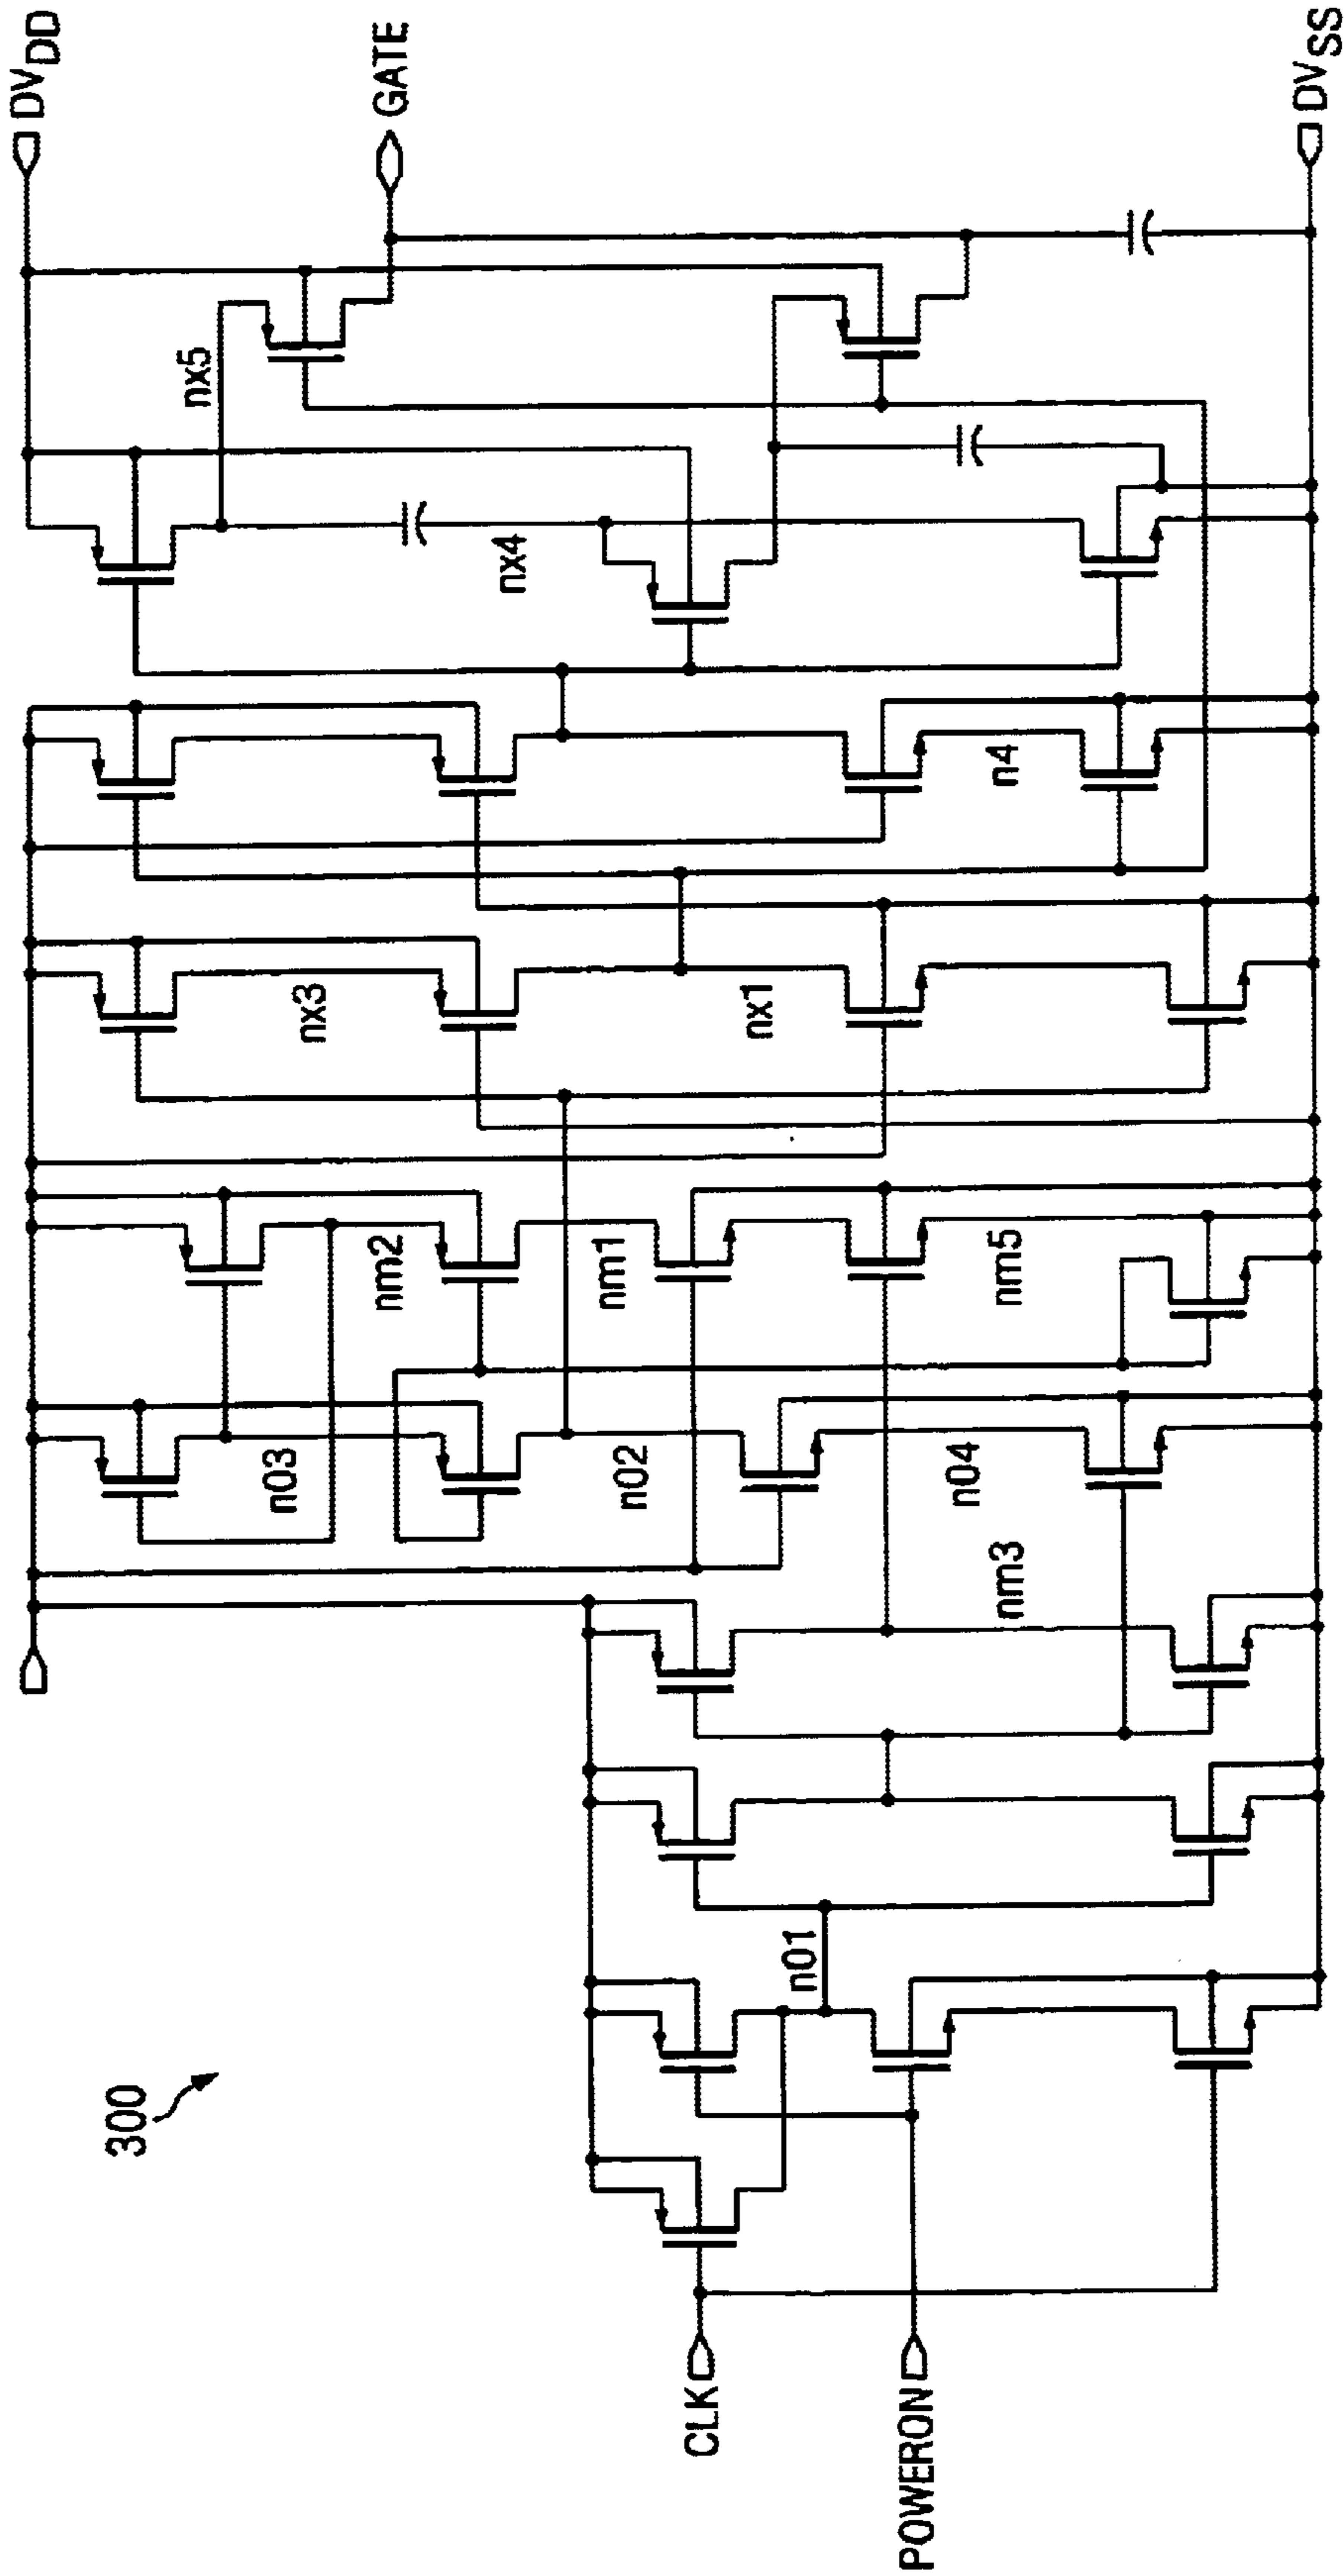 300
CLK
POWERON
n01
nm3
n04
n02
n03
nm5
nm1
nm2
nx1
nx3
n4
nx4
nx5
DVDD
GATE
DVSS